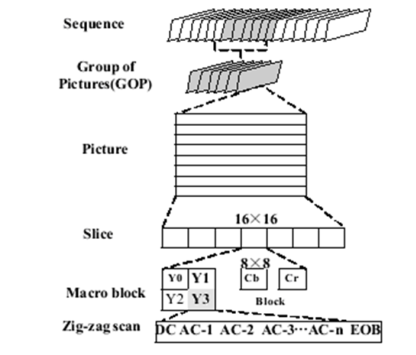 Sequence
Group of
Pictures(GOP)
Picture
16×16
Slice
8×8
Y0 Y1 Cb Cr
Macro block
Y2 Y3 Block
Zig-zag scan DC AC-1 AC-2 AC-3···AC-n EOB